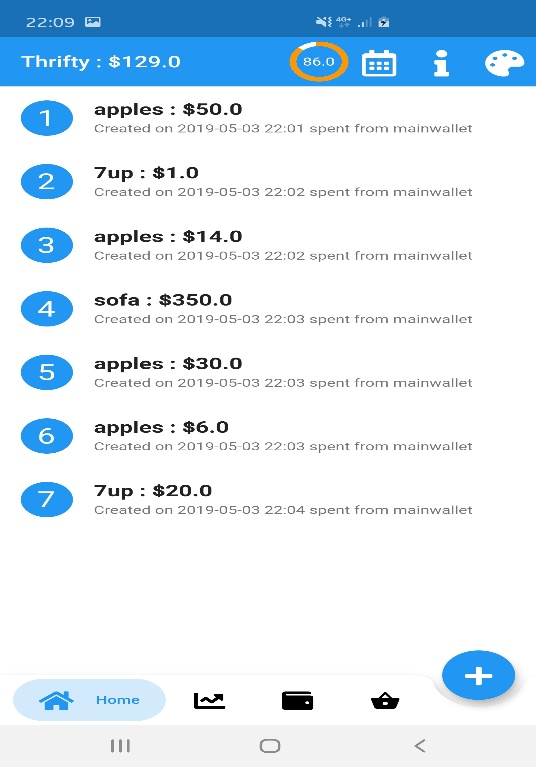 22:09
4G+
Thrifty : $129.0
86.0
1
apples : $50.0
Created on 2019-05-03 22:01 spent from mainwallet
2
7up : $1.0
Created on 2019-05-03 22:02 spent from mainwallet
3
apples : $14.0
Created on 2019-05-03 22:02 spent from mainwallet
4
sofa : $350.0
Created on 2019-05-03 22:03 spent from mainwallet
5
apples : $30.0
Created on 2019-05-03 22:03 spent from mainwallet
6
apples : $6.0
Created on 2019-05-03 22:03 spent from mainwallet
7
7up : $20.0
Created on 2019-05-03 22:04 spent from mainwallet
Home